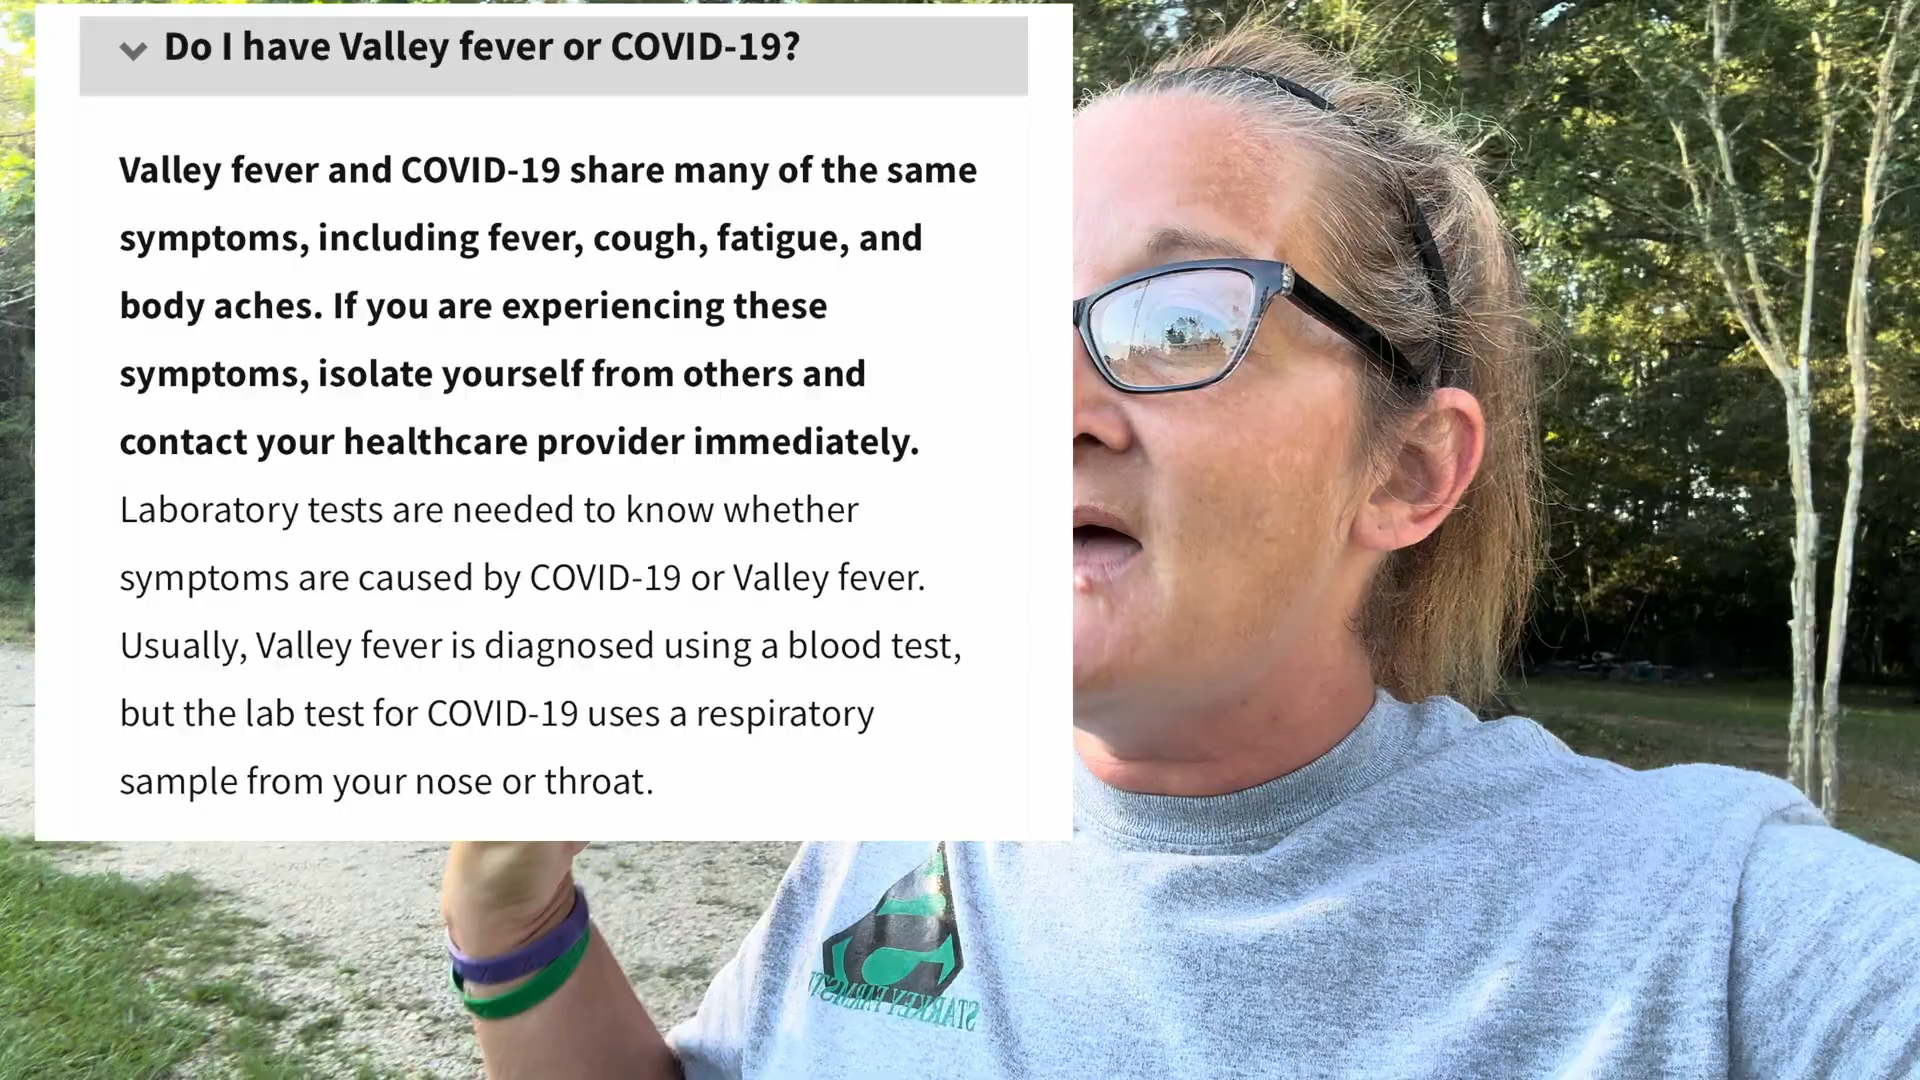 Do I have Valley fever or COVID-19?
Valley fever and COVID-19 share many of the same
symptoms, including fever, cough, fatigue, and
body aches. If you are experiencing these
symptoms, isolate yourself from others and
contact your healthcare provider immediately.
Laboratory tests are needed to know whether
symptoms are caused by COVID-19 or Valley fever.
Usually, Valley fever is diagnosed using a blood test,
but the lab test for COVID-19 uses a respiratory
sample from your nose or throat.
STARKEY FARMSTE